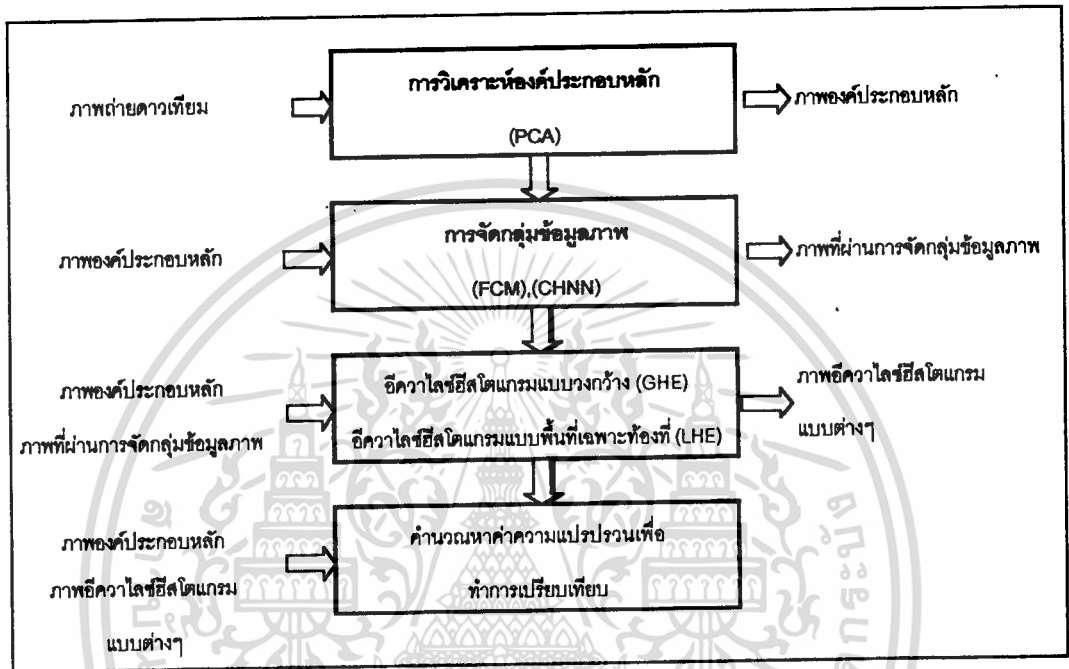 การวิเคราะห์องค์ประกอบหลัก
ภาพถ่ายดาวเทียม
ภาพองค์ประกอบหลัก
(PCA)
การจัดกลุ่มข้อมูลภาพ
ภาพองค์ประกอบหลัก
ภาพที่ผ่านการจัดกลุ่มข้อมูลภาพ
(FCM),(CHNN)
ภาพองค์ประกอบหลัก
ภาพที่ผ่านการจัดกลุ่มข้อมูลภาพ
อีควาไลซ์ฮีสโตแกรมแบบวงกว้าง (GHE)
อีควาไลซ์ฮีสโตแกรมแบบพื้นที่เฉพาะท้องที่ (LHE)
ภาพอีควาไลซ์ฮีสโตแกรม
แบบต่างๆ
ภาพองค์ประกอบหลัก
ภาพอีควาไลซ์ฮีสโตแกรม
แบบต่างๆ
คำนวณหาค่าความแปรปรวนเพื่อ
ทำการเปรียบเทียบ